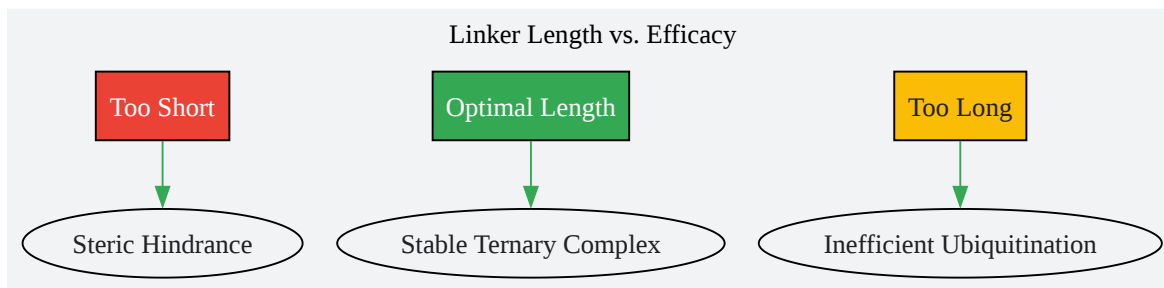 Linker Length vs. Efficacy
Too Short
Optimal Length
Too Long
Steric Hindrance
Stable Ternary Complex
Inefficient Ubiquitination